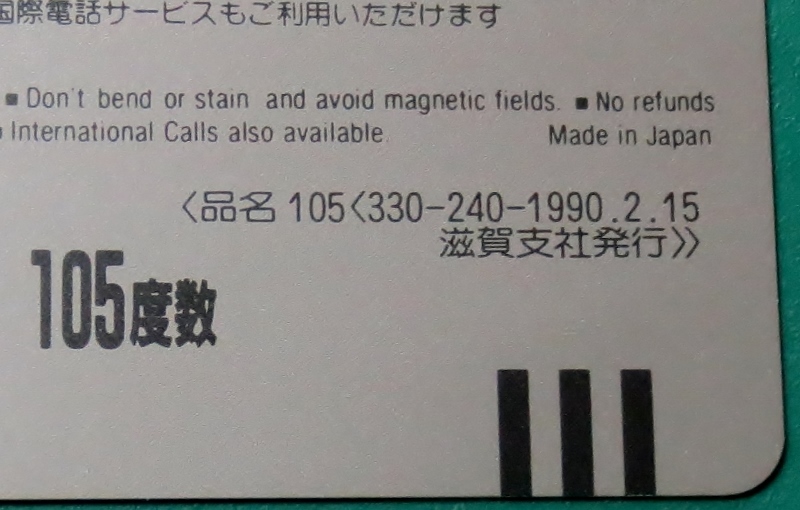 国際電話サービスもご利用いただけます
■ Don't bend or stain and avoid magnetic fields. ■ No refunds
International Calls also available. Made in Japan
〈品名 105〈330−240−1990.2.15
滋賀支社発行〉〉
105度数